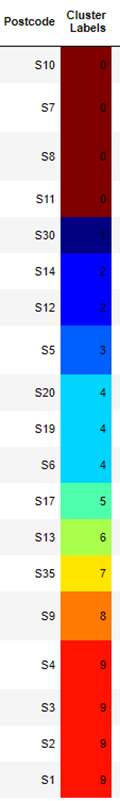 Postcode Cluster Labels
S10 0
S7 0
S8 0
S11 0
S30 1
S14 2
S12 2
S5 3
S20 4
S19 4
S6 4
S17 5
S13 6
S35 7
S9 8
S4 9
S3 9
S2 9
S1 9